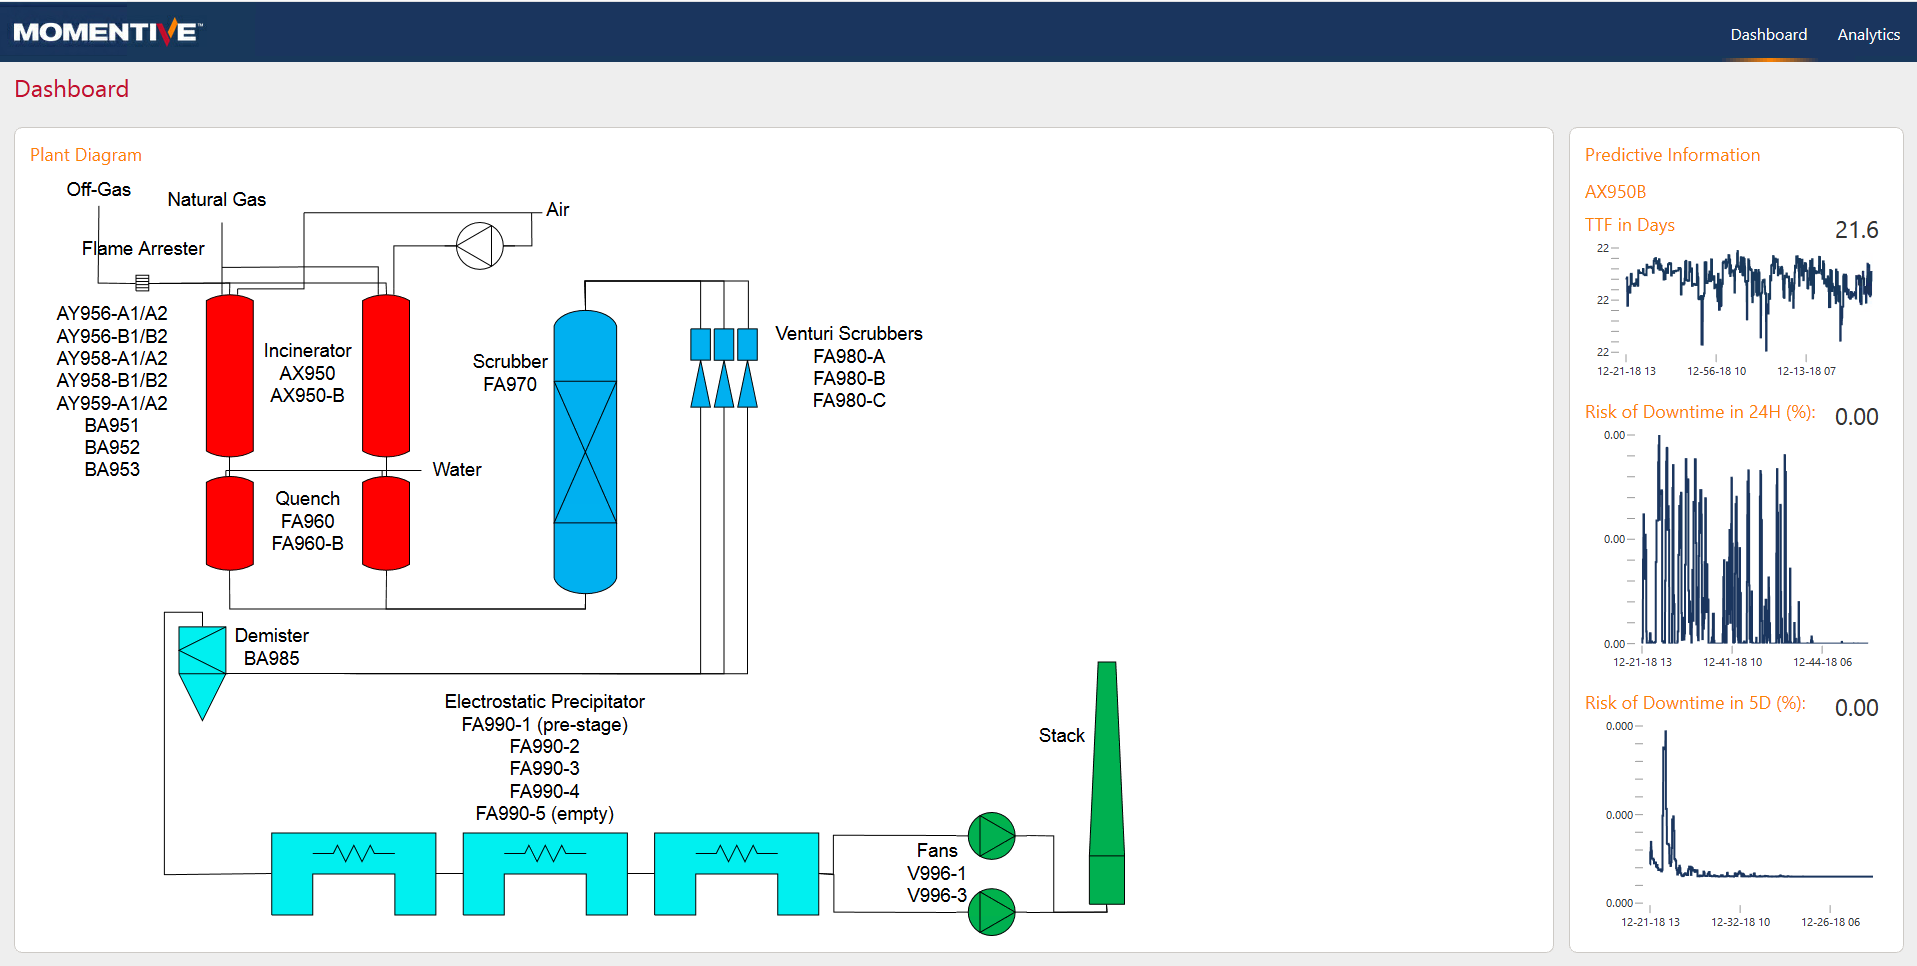 MOMENTIVE™
Dashboard
Analytics
Dashboard
Plant Diagram
Off-Gas
Natural Gas
Air
Flame Arrester
AY956-A1/A2
AY956-B1/B2
AY958-A1/A2
AY958-B1/B2
AY959-A1/A2
BA951
BA952
BA953
Incinerator
AX950
AX950-B
Water
Quench
FA960
FA960-B
Scrubber
FA970
Venturi Scrubbers
FA980-A
FA980-B
FA980-C
Demister
BA985
Electrostatic Precipitator
FA990-1 (pre-stage)
FA990-2
FA990-3
FA990-4
FA990-5 (empty)
Fans
V996-1
V996-3
Stack
Predictive Information
AX950B
TTF in Days
21.6
22
22
22
12-21-18 13
12-56-18 10
12-13-18 07
Risk of Downtime in 24H (%):
0.00
0.00
0.00
0.00
12-21-18 13
12-41-18 10
12-44-18 06
Risk of Downtime in 5D (%):
0.00
0.000
0.000
0.000
12-21-18 13
12-32-18 10
12-26-18 06